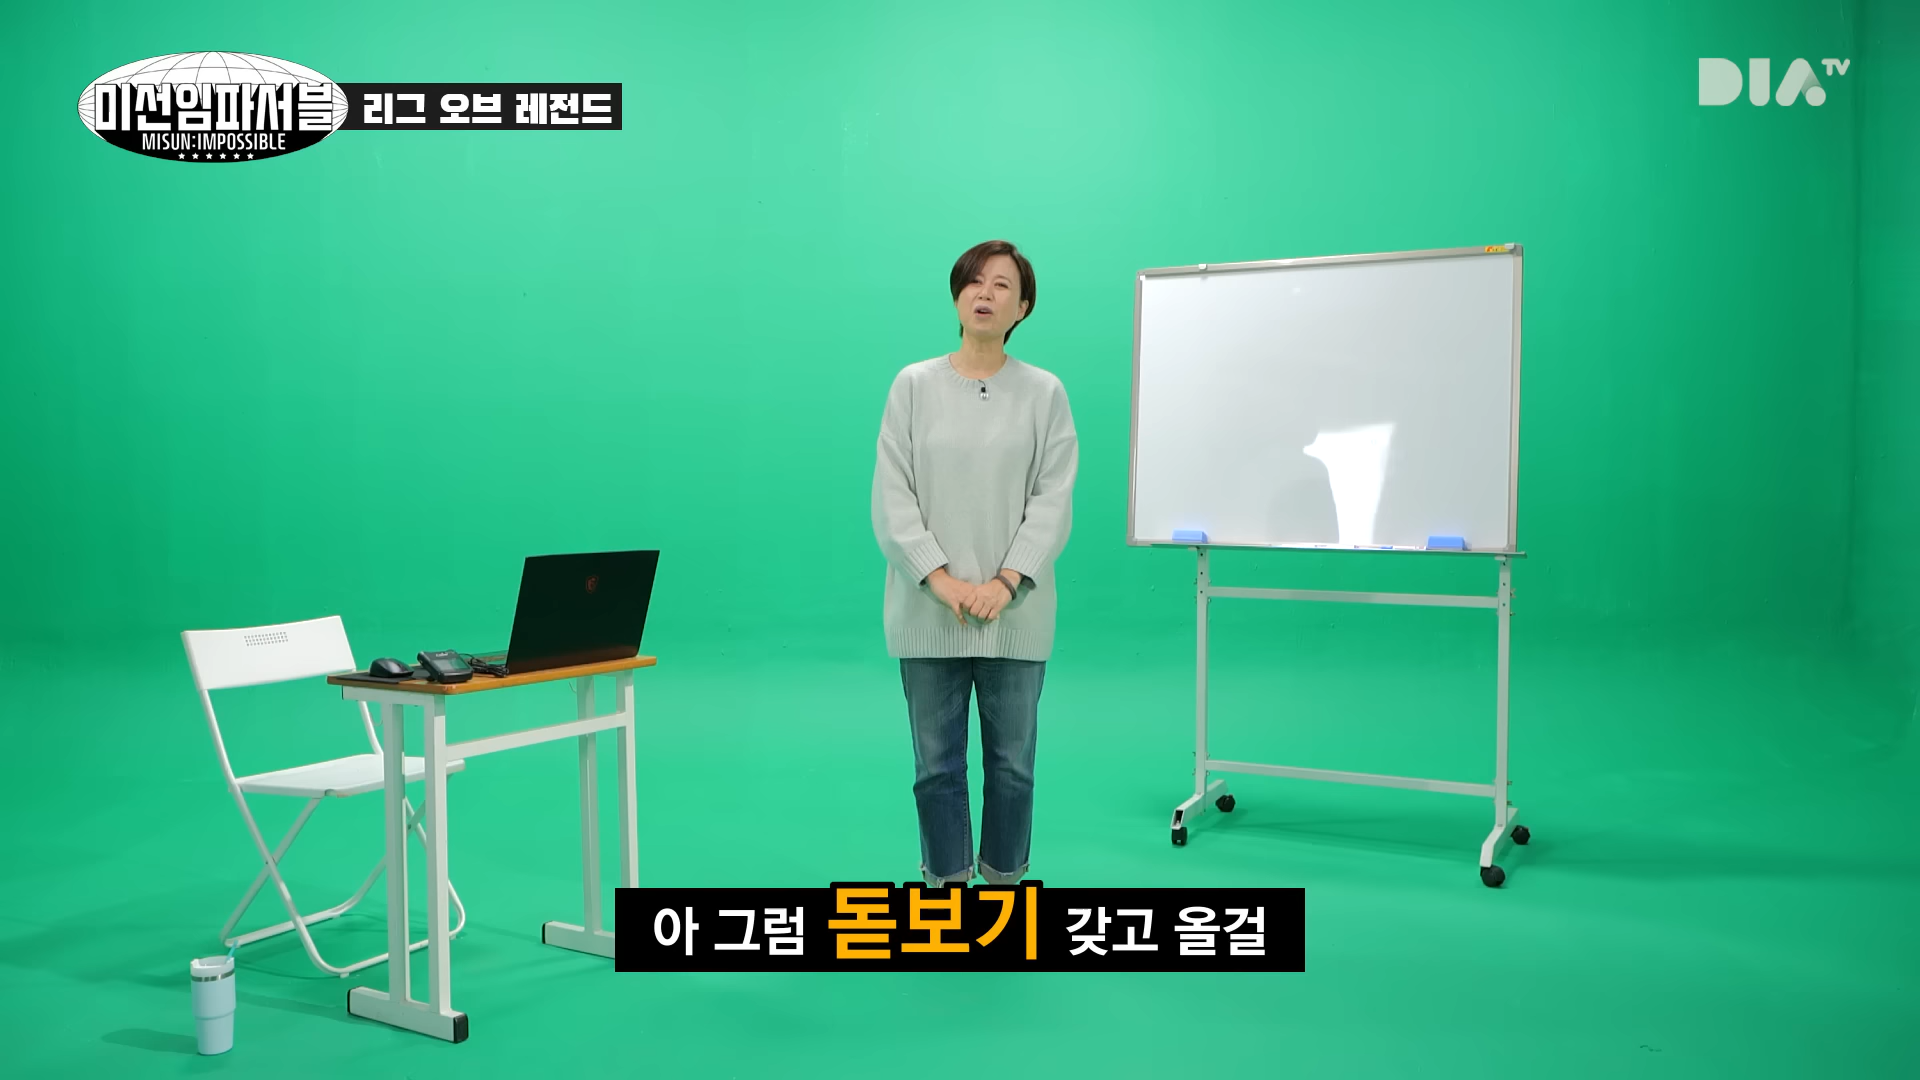 미선임파서블
MISUN:IMPOSSIBLE
리그 오브 레전드
DIA TV
아 그럼 돋보기 갖고 올걸